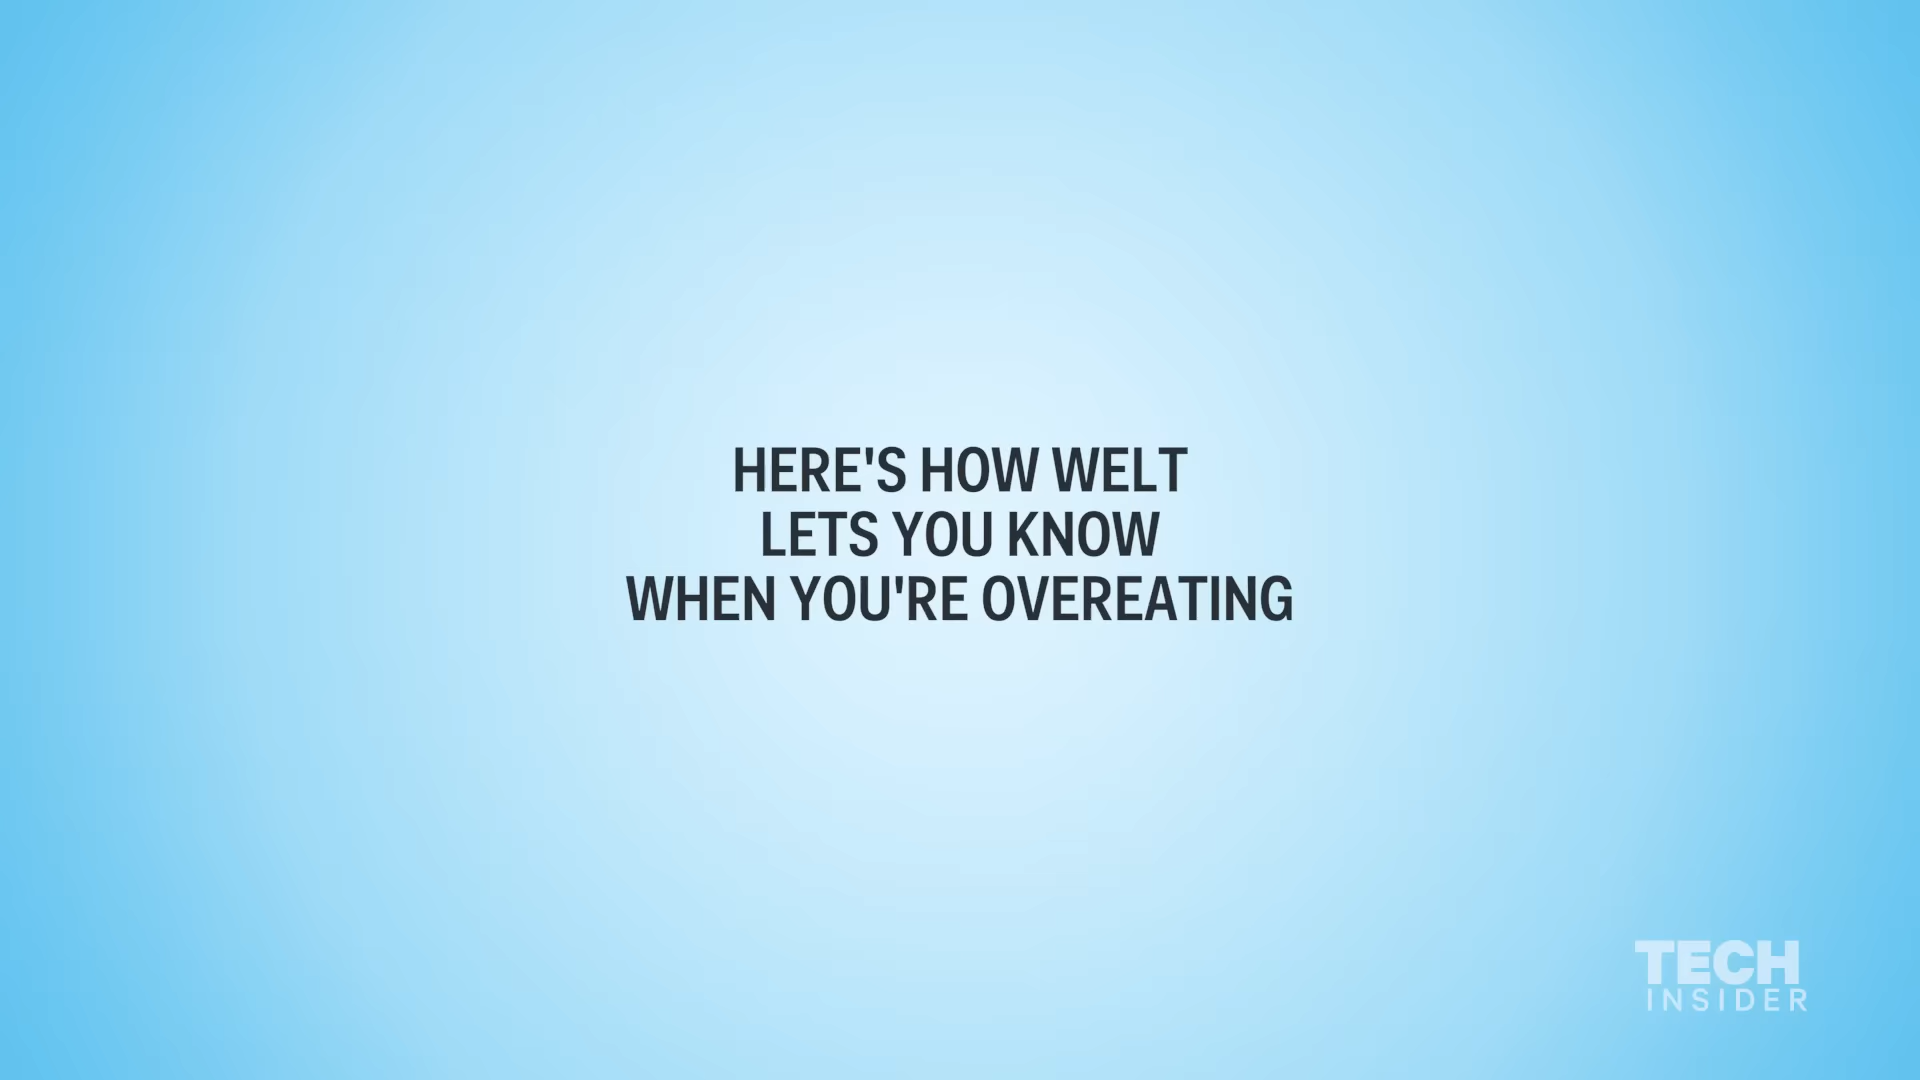 HERE'S HOW WELT
LETS YOU KNOW
WHEN YOU'RE OVEREATING
TECH
INSIDER